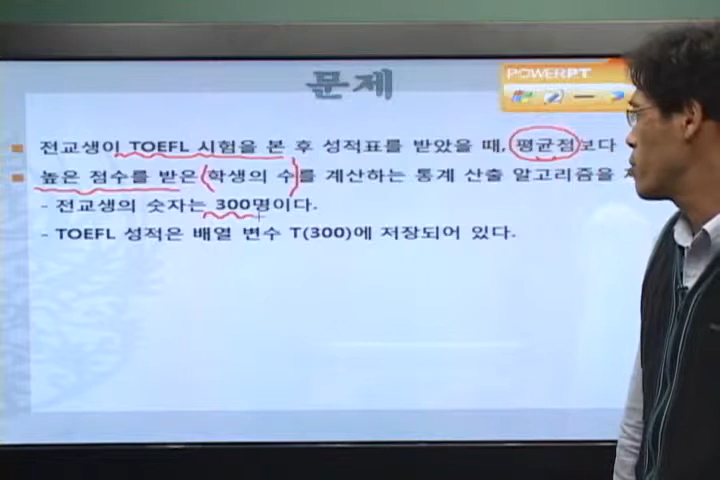 문제
POWERPT
전교생이 TOEFL 시험을 본 후 성적표를 받았을 때, 평균점보다
높은 점수를 받은 학생의 수를 계산하는 통계 산출 알고리즘을
- 전교생의 숫자는 300명이다.
- TOEFL 성적은 배열 변수 T(300)에 저장되어 있다.